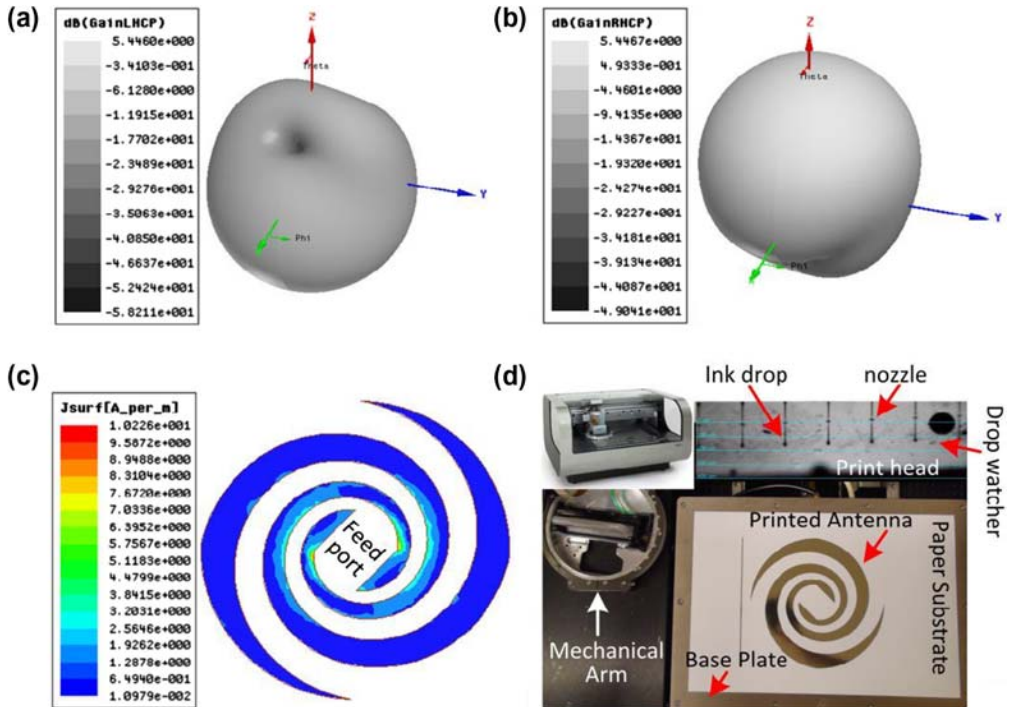 (a)
dB(GainLHCP)
5.4460e+000
-3.4103e-001
-6.1280e+000
-1.1915e+001
-1.7702e+001
-2.3489e+001
-2.9276e+001
-3.5063e+001
-4.0850e+001
-4.6637e+001
-5.2424e+001
-5.8211e+001
Z
Theta
Y
Phi
(b)
dB(GainRHCP)
5.4467e+000
4.9333e-001
-4.4601e+000
-9.4135e+000
-1.4367e+001
-1.9320e+001
-2.4274e+001
-2.9227e+001
-3.4181e+001
-3.9134e+001
-4.4087e+001
-4.9041e+001
Z
Theta
Y
Phi
(c)
Jsurf[A_per_m]
1.0226e+001
9.5872e+000
8.9488e+000
8.3104e+000
7.6720e+000
7.0336e+000
6.3952e+000
5.7567e+000
5.1183e+000
4.4799e+000
3.8415e+000
3.2031e+000
2.5646e+000
1.9262e+000
1.2878e+000
6.4940e-001
1.0979e-002
Feed
port
(d)
Ink drop
nozzle
Print head
Drop watcher
Printed Antenna
Paper Substrate
Mechanical
Arm
Base Plate